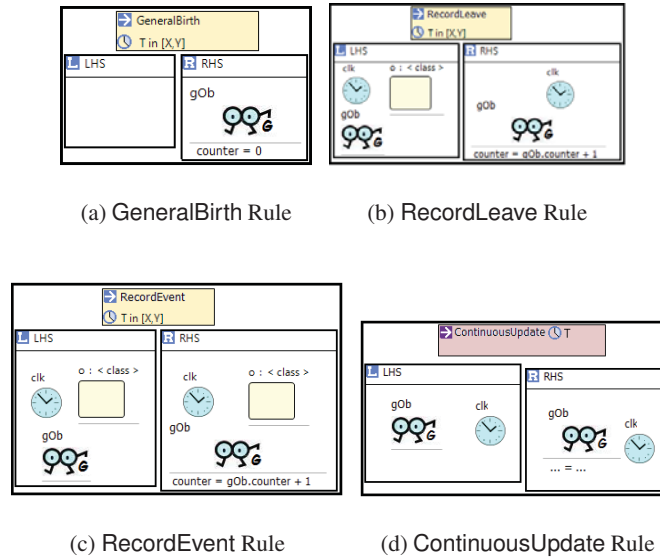 GeneralBirth
T in [X,Y]
L LHS
R RHS
gOb
G
counter = 0
(a) GeneralBirth Rule
RecordLeave
T in [X,Y]
L LHS
R RHS
clk
o : < class >
clk
gOb
gOb
G
G
counter = gOb.counter + 1
(b) RecordLeave Rule
RecordEvent
T in [X,Y]
L LHS
R RHS
clk
o : < class >
clk
o : < class >
gOb
gOb
G
G
counter = gOb.counter + 1
(c) RecordEvent Rule
ContinuousUpdate T
L LHS
R RHS
gOb
clk
gOb
clk
G
G
... = ...
(d) ContinuousUpdate Rule